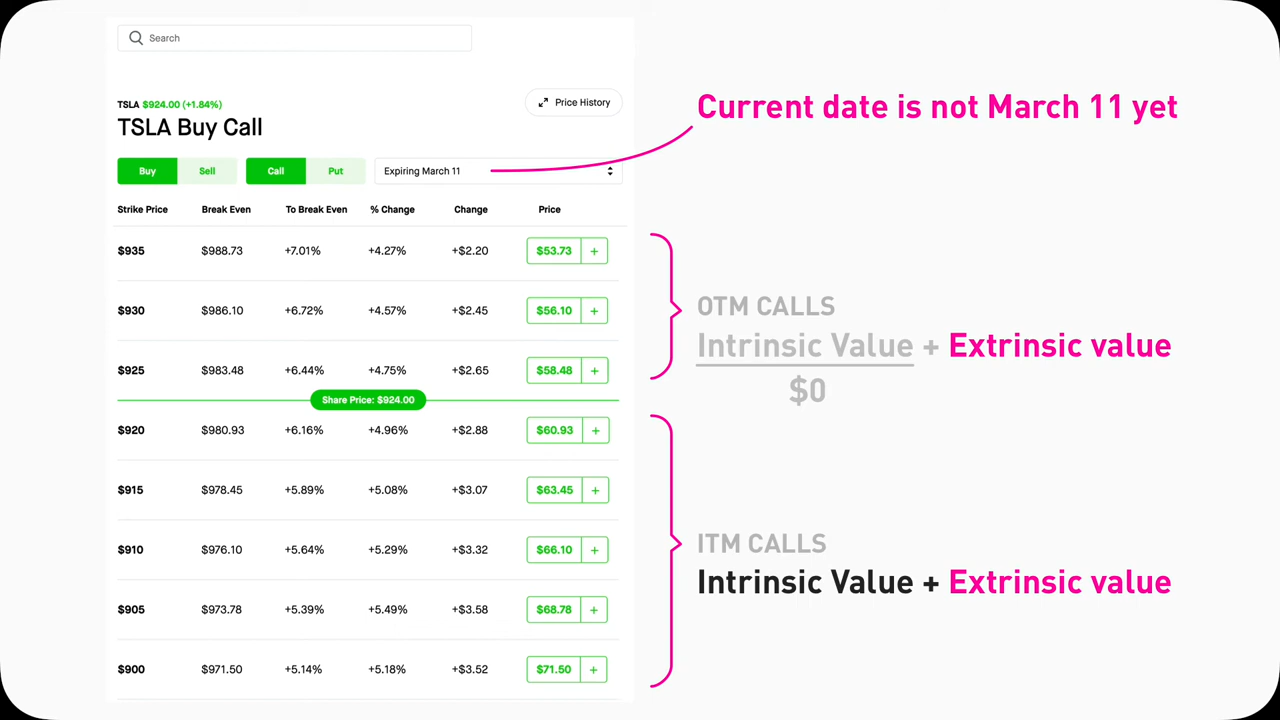 Search
TSLA $924.00 (+1.84%)
Price History
TSLA Buy Call
Buy Sell Call Put Expiring March 11
Current date is not March 11 yet
Strike Price Break Even To Break Even % Change Change Price
$935 $988.73 +7.01% +4.27% +$2.20 $53.73 +
$930 $986.10 +6.72% +4.57% +$2.45 $56.10 +
$925 $983.48 +6.44% +4.75% +$2.65 $58.48 +
Share Price: $924.00
$920 $980.93 +6.16% +4.96% +$2.88 $60.93 +
$915 $978.45 +5.89% +5.08% +$3.07 $63.45 +
$910 $976.10 +5.64% +5.29% +$3.32 $66.10 +
$905 $973.78 +5.39% +5.49% +$3.58 $68.78 +
$900 $971.50 +5.14% +5.18% +$3.52 $71.50 +
OTM CALLS
Intrinsic Value + Extrinsic value
$0
ITM CALLS
Intrinsic Value + Extrinsic value